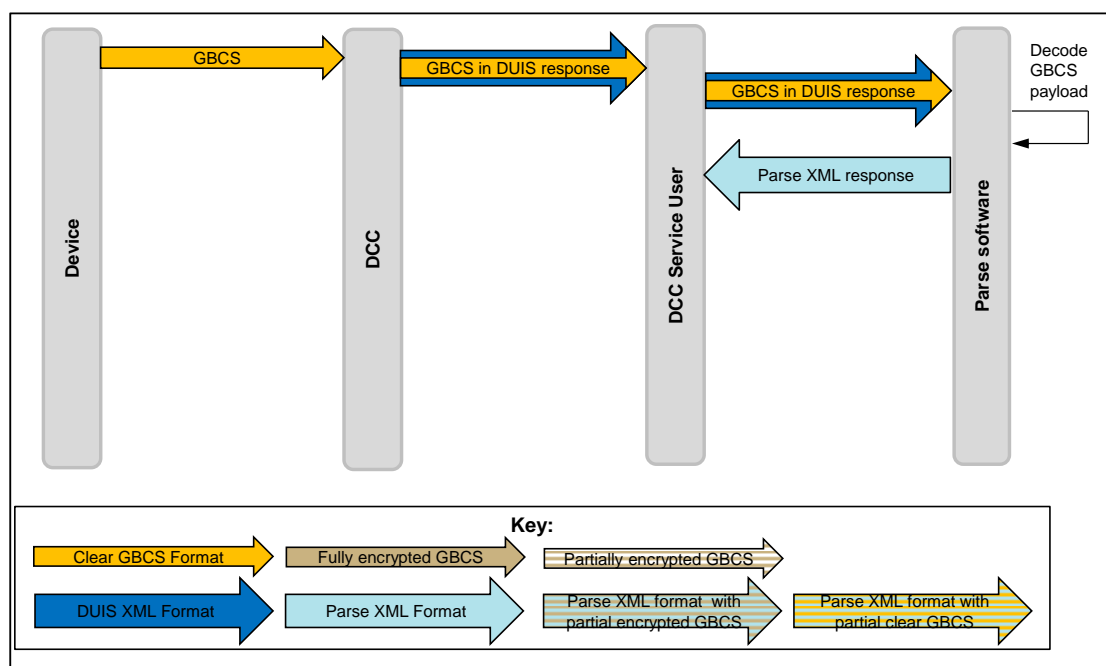 GBCS
GBCS in DUIS response
GBCS in DUIS response
Decode
GBCS
payload
Parse XML response
Device
DCC
DCC Service User
Parse software
Key:
Clear GBCS Format
Fully encrypted GBCS
Partially encrypted GBCS
DUIS XML Format
Parse XML Format
Parse XML format with
partial encrypted GBCS
Parse XML format with
partial clear GBCS